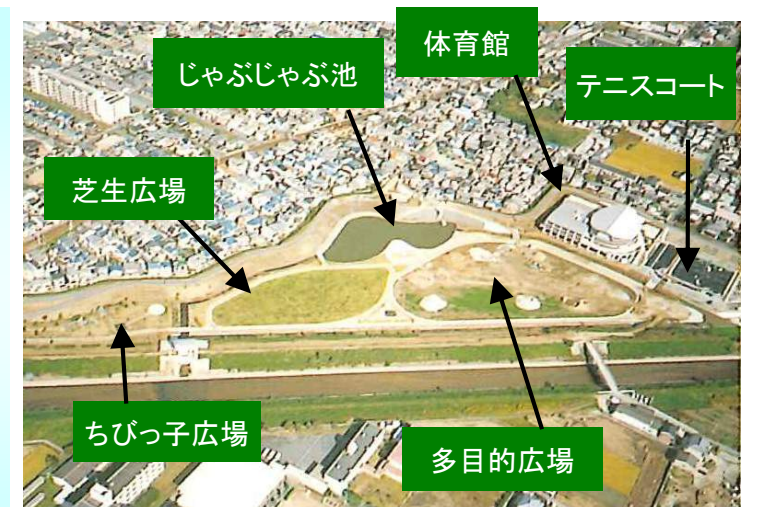 体育館
じゃぶじゃぶ池
テニスコート
芝生広場
ちびっ子広場
多目的広場